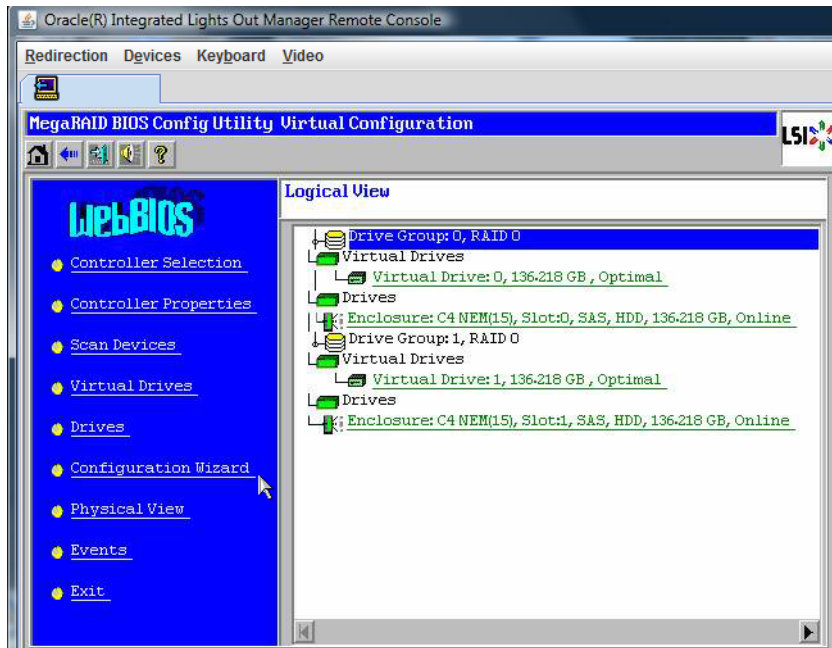 Oracle(R) Integrated Lights Out Manager Remote Console
Redirection Devices Keyboard Video
MegaRAID BIOS Config Utility Virtual Configuration
LSI
WebBIOS
Controller Selection
Controller Properties
Scan Devices
Virtual Drives
Drives
Configuration Wizard
Physical View
Events
Exit
Logical View
Drive Group: 0, RAID 0
Virtual Drives
Virtual Drive: 0, 136.218 GB , Optimal
Drives
Enclosure: C4 NEM(15), Slot:0, SAS, HDD, 136.218 GB, Online
Drive Group: 1, RAID 0
Virtual Drives
Virtual Drive: 1, 136.218 GB , Optimal
Drives
Enclosure: C4 NEM(15), Slot:1, SAS, HDD, 136.218 GB, Online